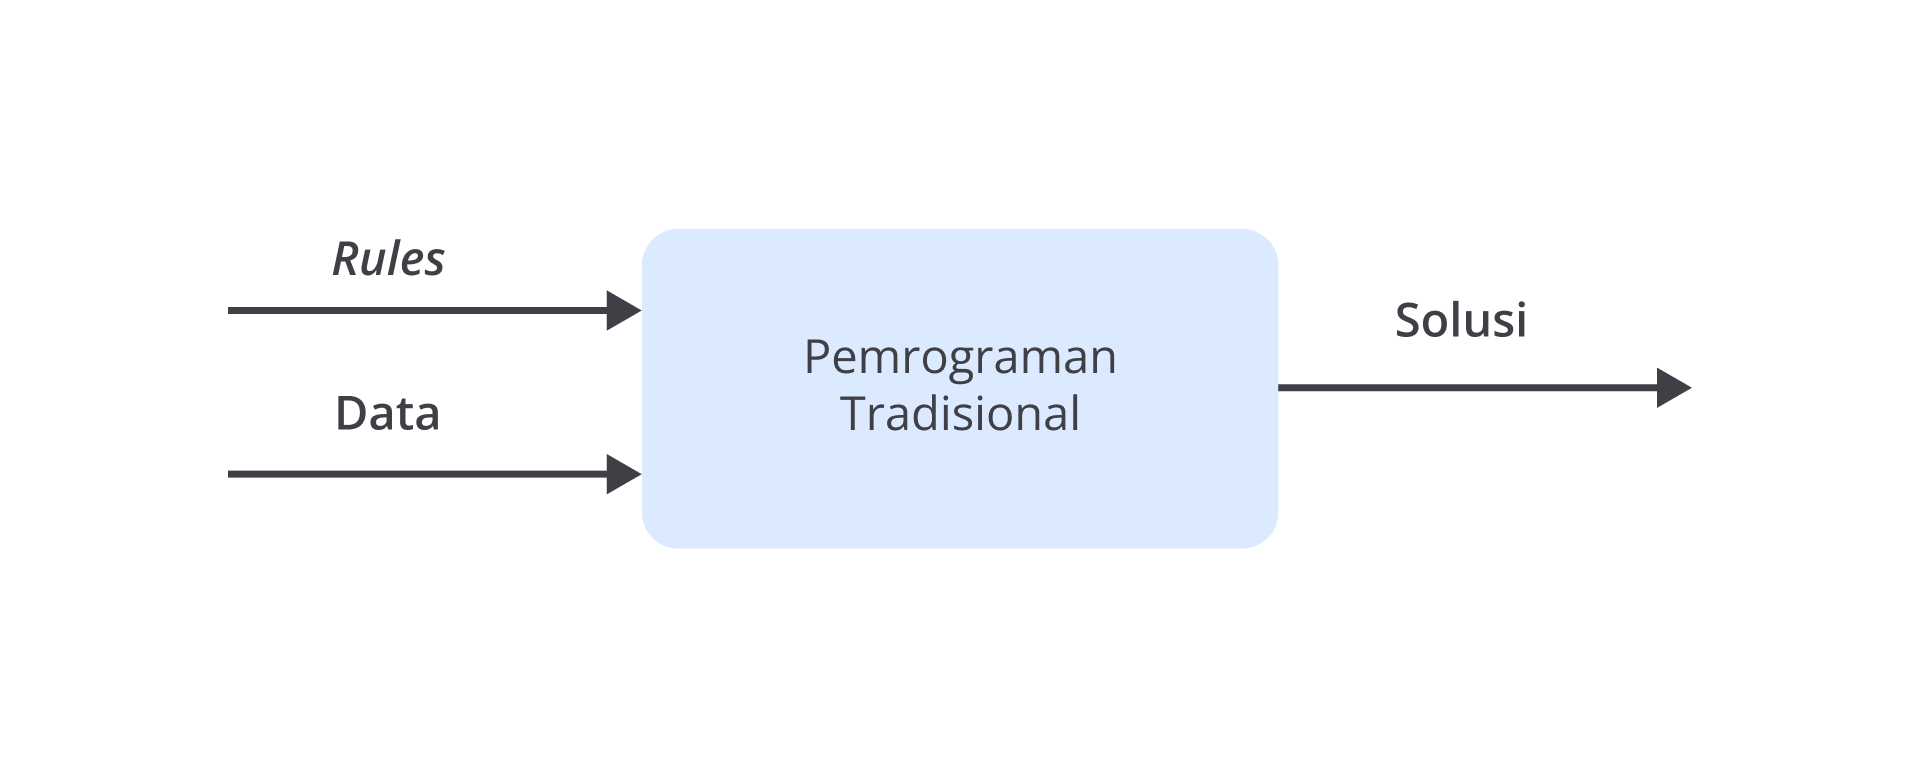 Rules
Data
Pemrograman
Tradisional
Solusi